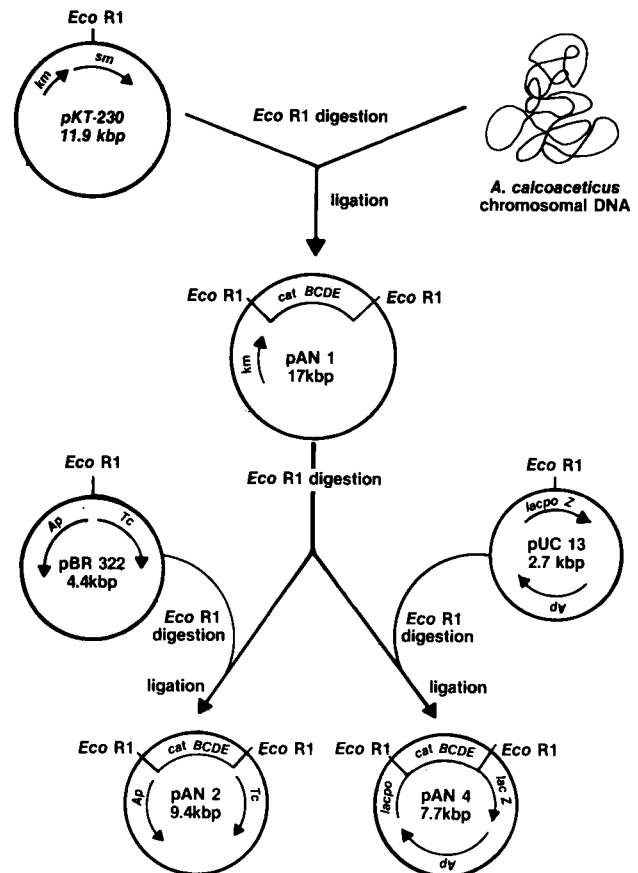 Eco R1
km
sm
pKT-230
11.9 kbp
Eco R1 digestion
A. calcoaceticus
chromosomal DNA
ligation
Eco R1
cat BCDE
Eco R1
km
pAN 1
17kbp
Eco R1 digestion
Eco R1
Ap
Tc
pBR 322
4.4kbp
Eco R1
digestion
ligation
Eco R1
lacpo Z
pUC 13
2.7 kbp
Ap
Eco R1
digestion
ligation
Eco R1
cat BCDE
Eco R1
Ap
Tc
pAN 2
9.4kbp
Eco R1
cat BCDE
Eco R1
lacpo
lac Z
pAN 4
7.7kbp
Ap